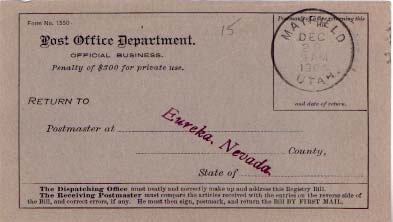 Form No. 1550
15
Post Office Department.
OFFICIAL BUSINESS.
Penalty of $300 for private use.
MAYFIELD
DEC
UTAH.
and date of return.
RETURN TO
Postmaster at
Eureka, Nevada.
County,
State of
The Dispatching Office must neatly and correctly make up and address this Registry Bill.
The Receiving Postmaster must compare the articles received with the entries on the reverse side of
the Bill, and correct errors, if any. He must then sign, postmark, and return the Bill BY FIRST MAIL.